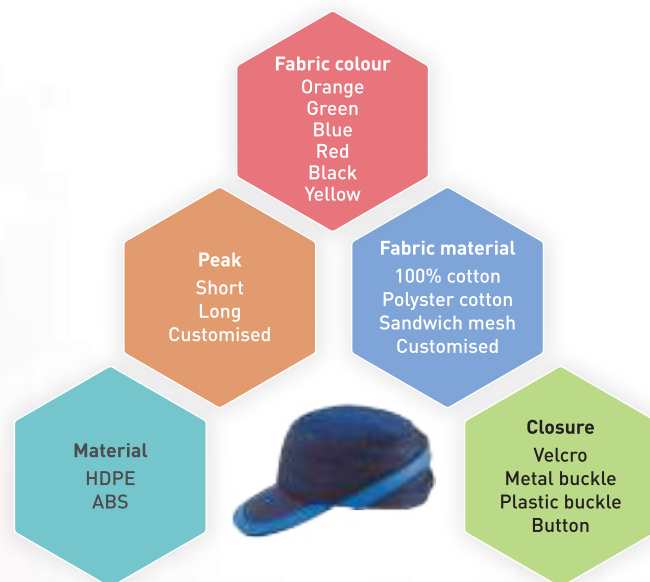 Fabric colour
Orange
Green
Blue
Red
Black
Yellow
Peak
Short
Long
Customised
Fabric material
100% cotton
Polyster cotton
Sandwich mesh
Customised
Material
HDPE
ABS
Closure
Velcro
Metal buckle
Plastic buckle
Button